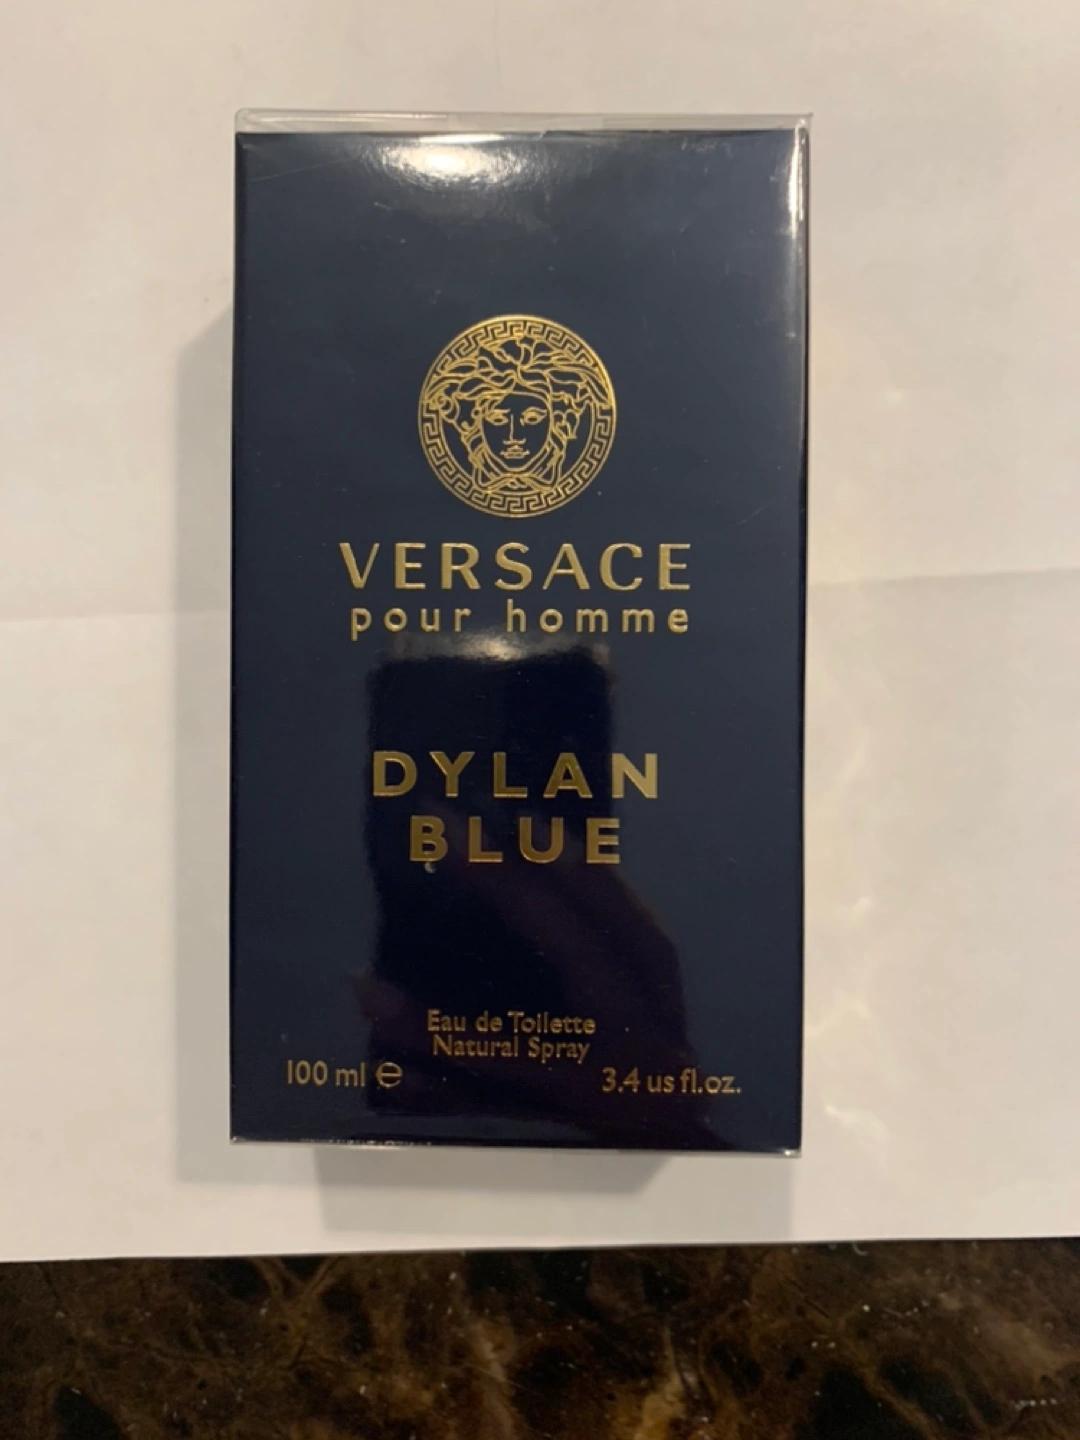 VERSACE
pour homme
DYLAN
BLUE
Eau de Toilette
Natural Spray
100 ml ℮
3.4 us fl.oz.